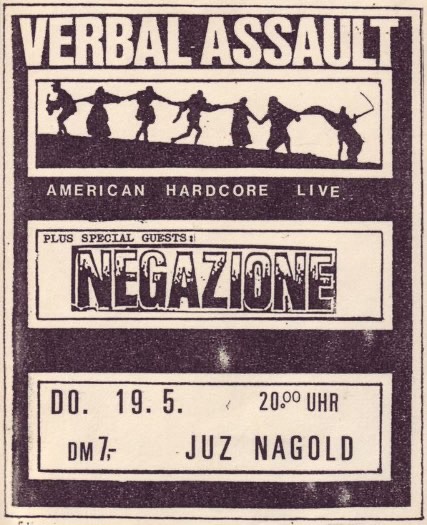 VERBAL ASSAULT
AMERICAN HARDCORE LIVE
PLUS SPECIAL GUESTS:
NEGAZIONE
DO. 19. 5. 20.00 UHR
DM 7,- JUZ NAGOLD